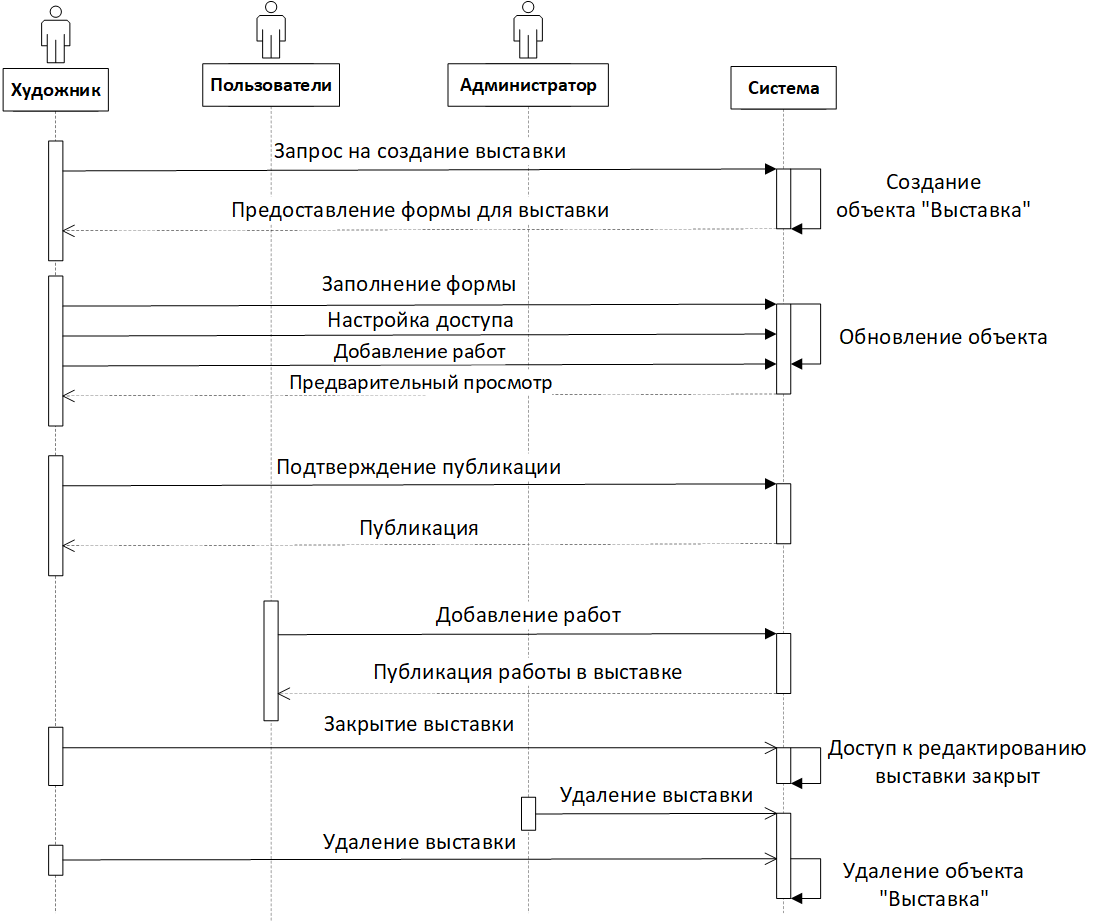 Художник
Пользователи
Администратор
Система
Запрос на создание выставки
Создание
объекта "Выставка"
Предоставление формы для выставки
Заполнение формы
Настройка доступа
Обновление объекта
Добавление работ
Предварительный просмотр
Подтверждение публикации
Публикация
Добавление работ
Публикация работы в выставке
Закрытие выставки
Доступ к редактированию
выставки закрыт
Удаление выставки
Удаление выставки
Удаление объекта
"Выставка"